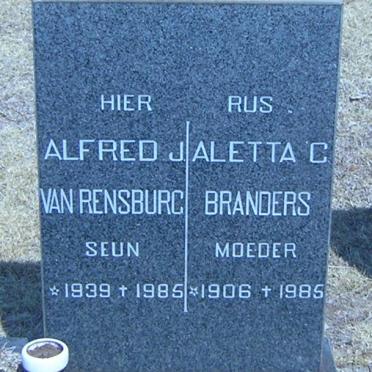 HIER RUS
ALFRED J ALETTA C
VAN RENSBURG BRANDERS
SEUN MOEDER
* 1939 ✝ 1985 * 1906 ✝ 1985